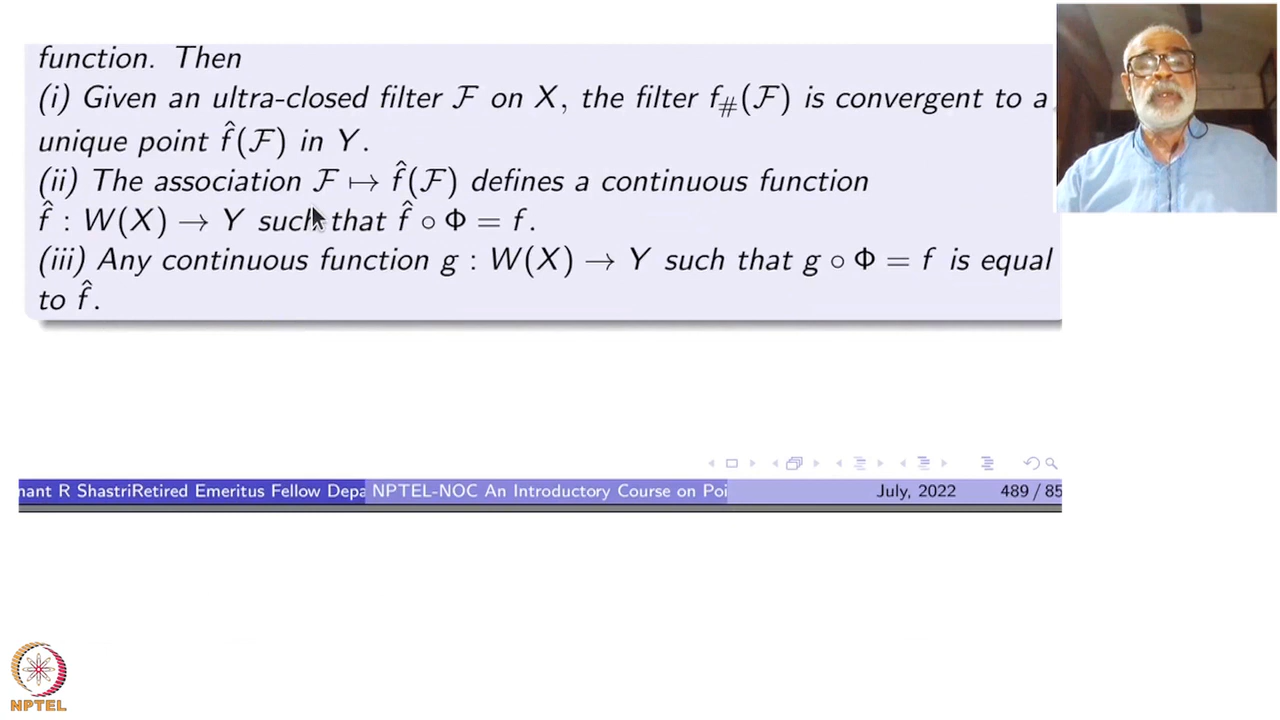 function. Then
(i) Given an ultra-closed filter ℱ on X, the filter f#(ℱ) is convergent to a
unique point f̂(ℱ) in Y.
(ii) The association ℱ ↦ f̂(ℱ) defines a continuous function
f̂ : W(X) → Y such that f̂ ∘ Φ = f.
(iii) Any continuous function g : W(X) → Y such that g ∘ Φ = f is equal
to f̂.
nant R ShastriRetired Emeritus Fellow Depa NPTEL-NOC An Introductory Course on Poi July, 2022 489 / 85
NPTEL